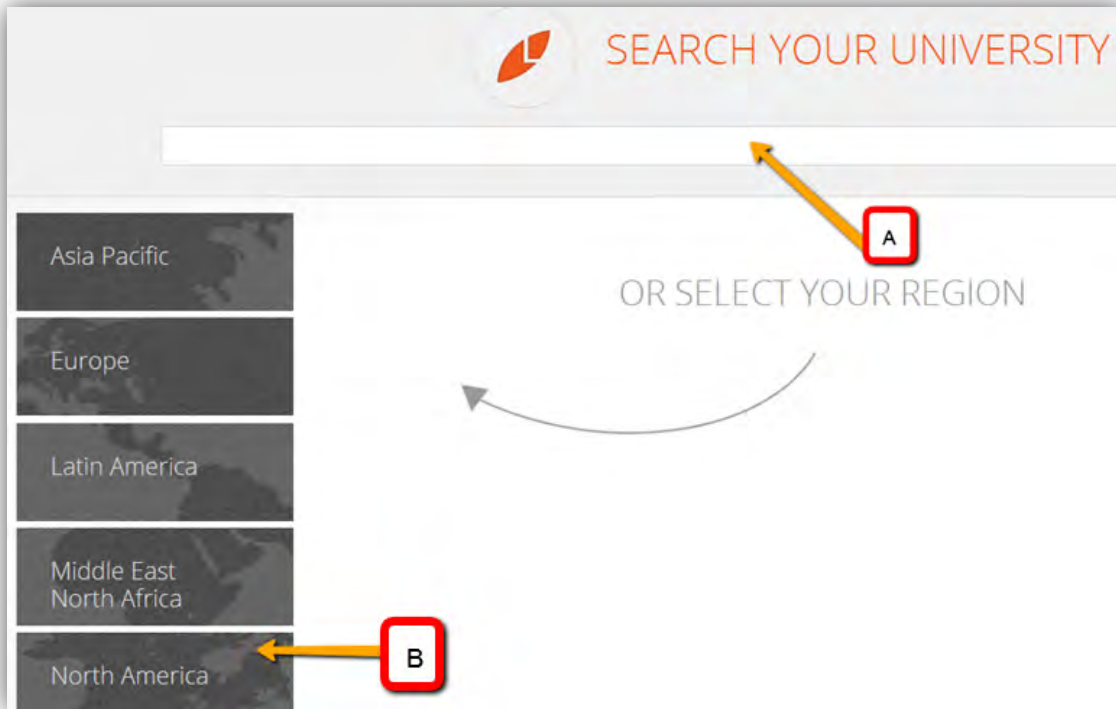 SEARCH YOUR UNIVERSITY
A
Asia Pacific
OR SELECT YOUR REGION
Europe
Latin America
Middle East
North Africa
B
North America